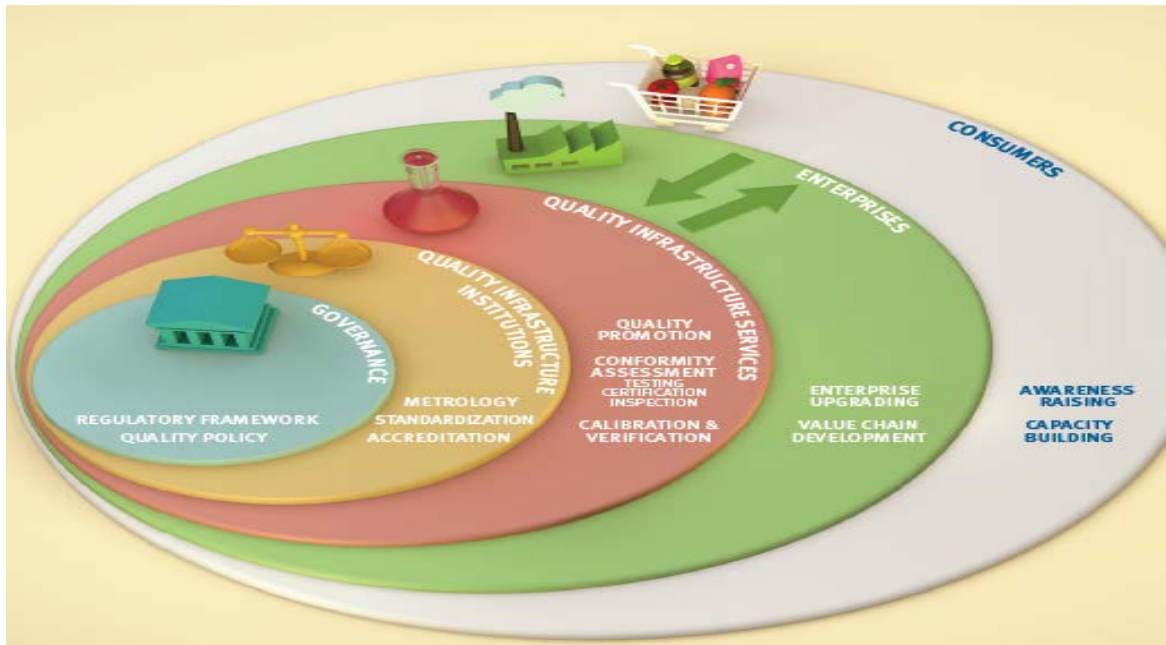 CONSUMERS
ENTERPRISES
QUALITY INFRASTRUCTURE SERVICES
QUALITY INFRASTRUCTURE
INSTITUTIONS
GOVERNANCE
REGULATORY FRAMEWORK
QUALITY POLICY
METROLOGY
STANDARDIZATION
ACCREDITATION
QUALITY
PROMOTION
CONFORMITY
ASSESSMENT
TESTING
CERTIFICATION
INSPECTION
CALIBRATION &
VERIFICATION
ENTERPRISE
UPGRADING
VALUE CHAIN
DEVELOPMENT
AWARENESS
RAISING
CAPACITY
BUILDING